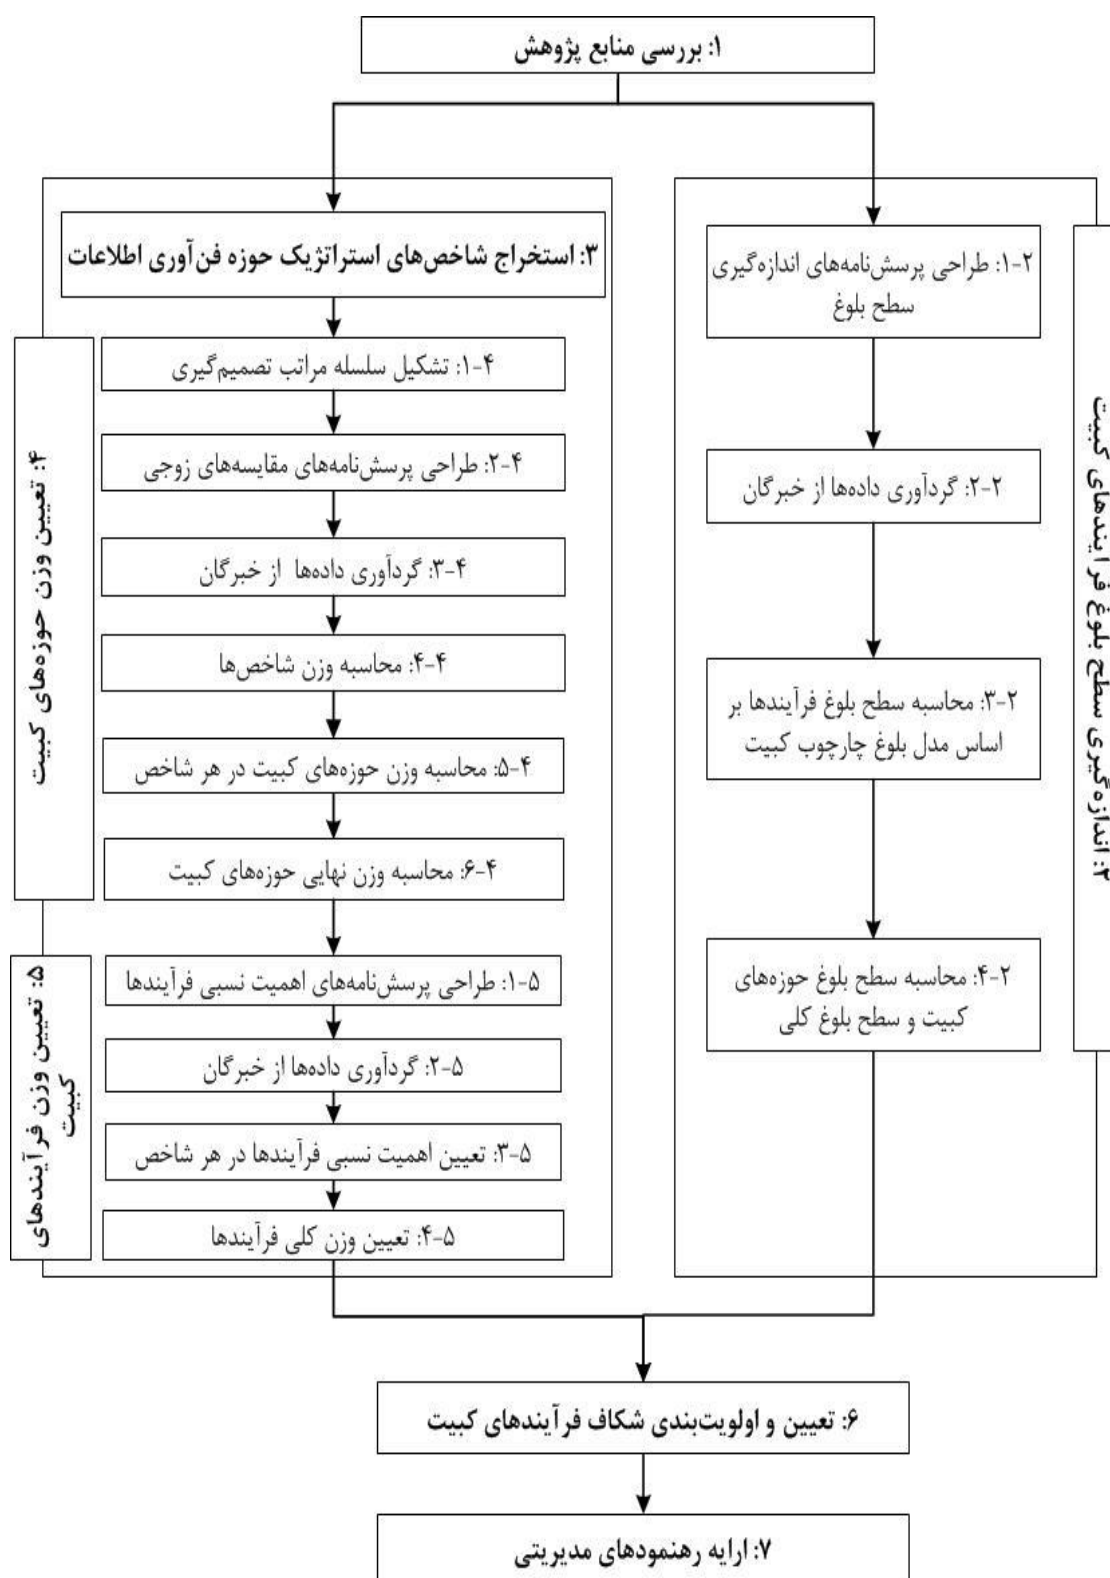 ۱: بررسی منابع پژوهش
۲: اندازه‌گیری سطح بلوغ فرایندهای کبیت
۲-۱: طراحی پرسش‌نامه‌های اندازه‌گیری
سطح بلوغ
۲-۲: گردآوری داده‌ها از خبرگان
۲-۳: محاسبه سطح بلوغ فرآیندها بر
اساس مدل بلوغ چارچوب کبیت
۲-۴: محاسبه سطح بلوغ حوزه‌های
کبیت و سطح بلوغ کلی
۳: استخراج شاخص‌های استراتژیک حوزه فن‌آوری اطلاعات
۴: تعیین وزن حوزه‌های کبیت
۴-۱: تشکیل سلسله مراتب تصمیم‌گیری
۴-۲: طراحی پرسش‌نامه‌های مقایسه‌های زوجی
۴-۳: گردآوری داده‌ها از خبرگان
۴-۴: محاسبه وزن شاخص‌ها
۴-۵: محاسبه وزن حوزه‌های کبیت در هر شاخص
۴-۶: محاسبه وزن نهایی حوزه‌های کبیت
۵: تعیین وزن فرآیندهای
کبیت
۵-۱: طراحی پرسش‌نامه‌های اهمیت نسبی فرآیندها
۵-۲: گردآوری داده‌ها از خبرگان
۵-۳: تعیین اهمیت نسبی فرآیندها در هر شاخص
۵-۴: تعیین وزن کلی فرآیندها
۶: تعیین و اولویت‌بندی شکاف فرآیندهای کبیت
۷: ارایه رهنمودهای مدیریتی